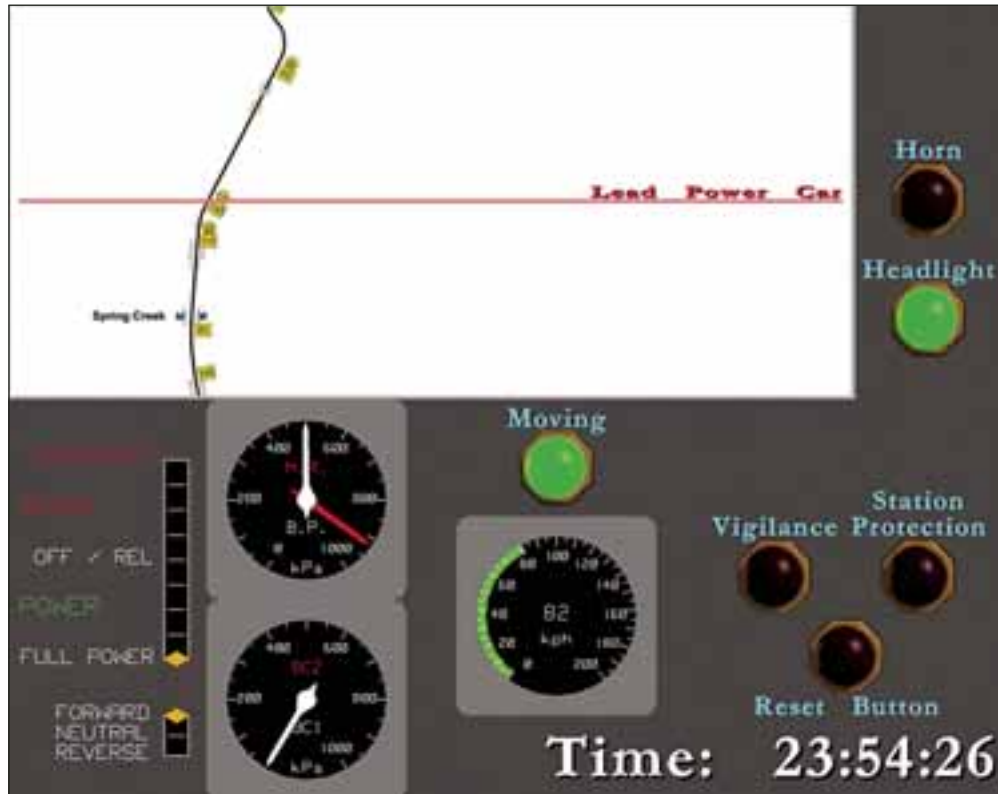 Lead Power Car
Spring Creek
Horn
Headlight
Moving
Vigilance
Station
Protection
Reset Button
OFF / REL
POWER
FULL POWER
FORWARD
NEUTRAL
REVERSE
400 600
200 800
B.P.
0 1000
kPa
400 600
200 800
1000
kPa
80 100 120
60 140
40 82 160
20 kph 180
0 200
Time: 23:54:26